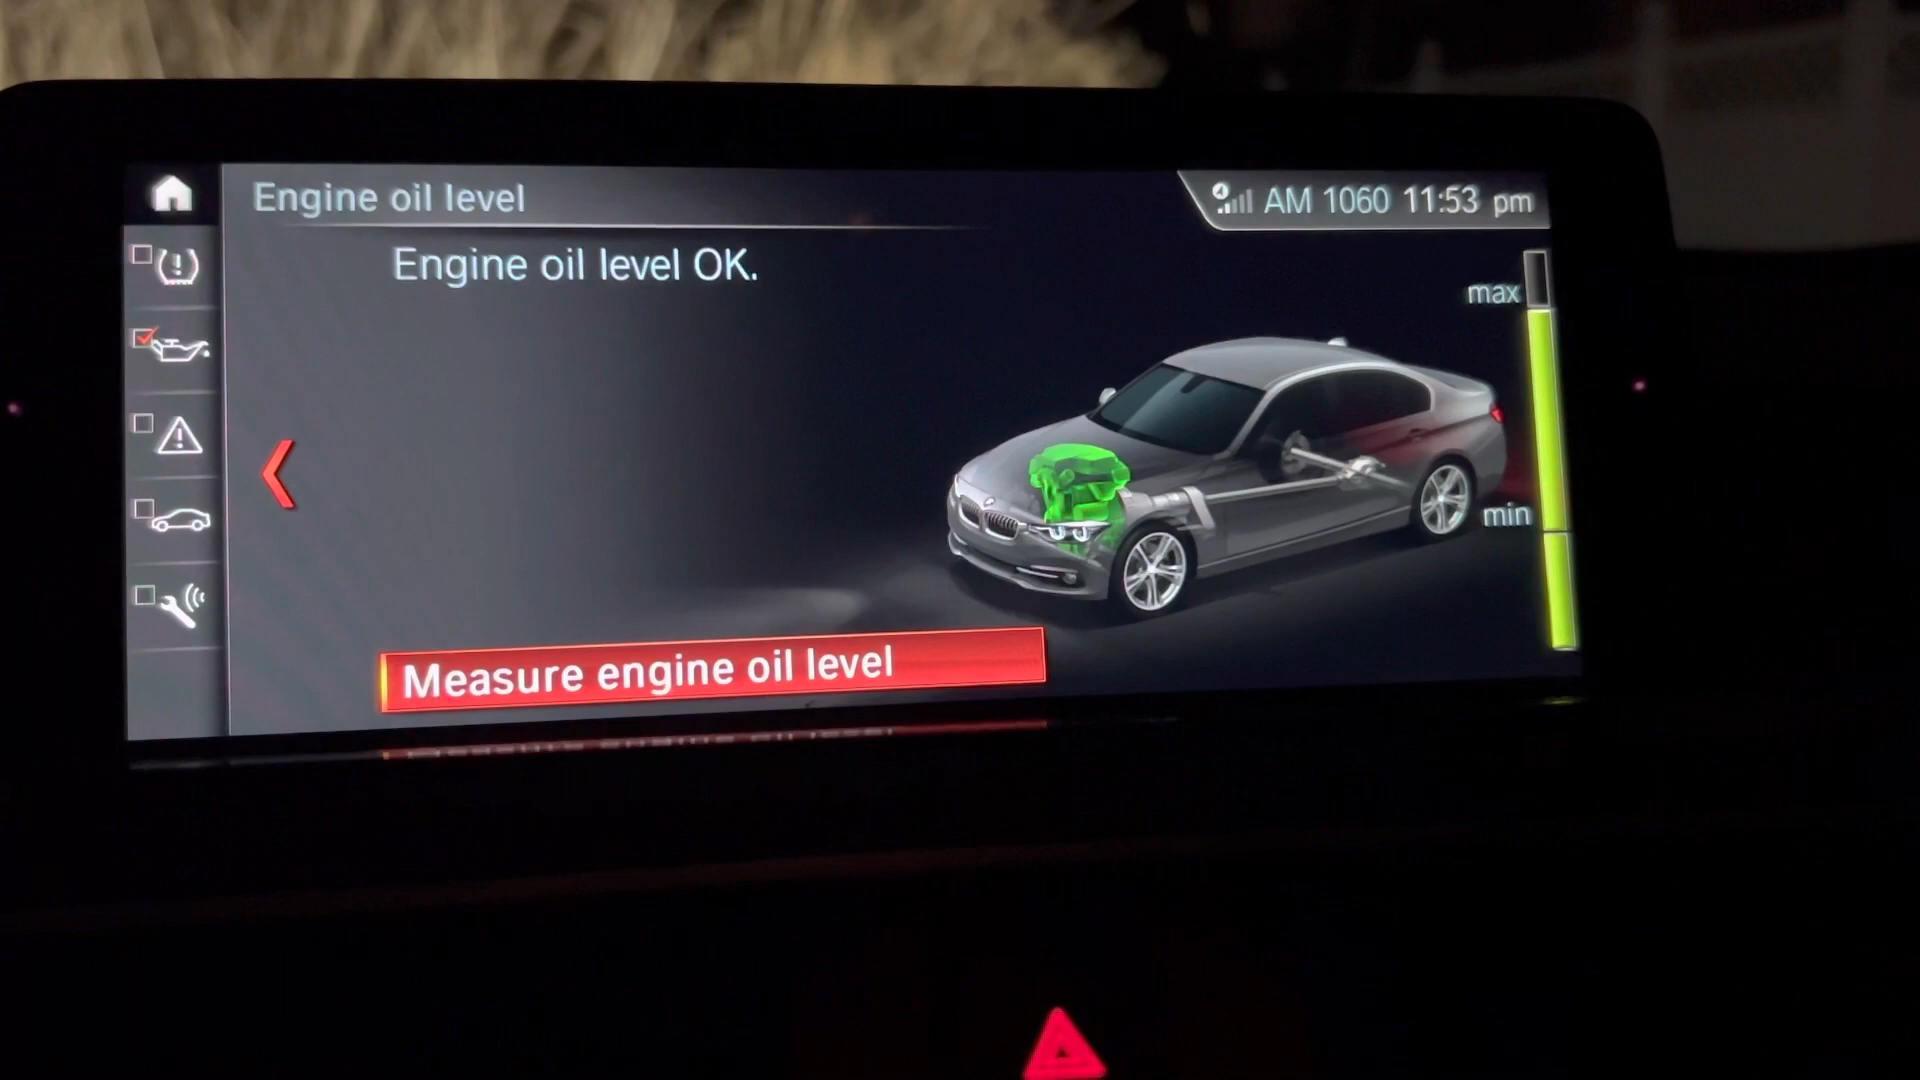 Engine oil level
AM 1060 11:53 pm
Engine oil level OK.
max
min
Measure engine oil level